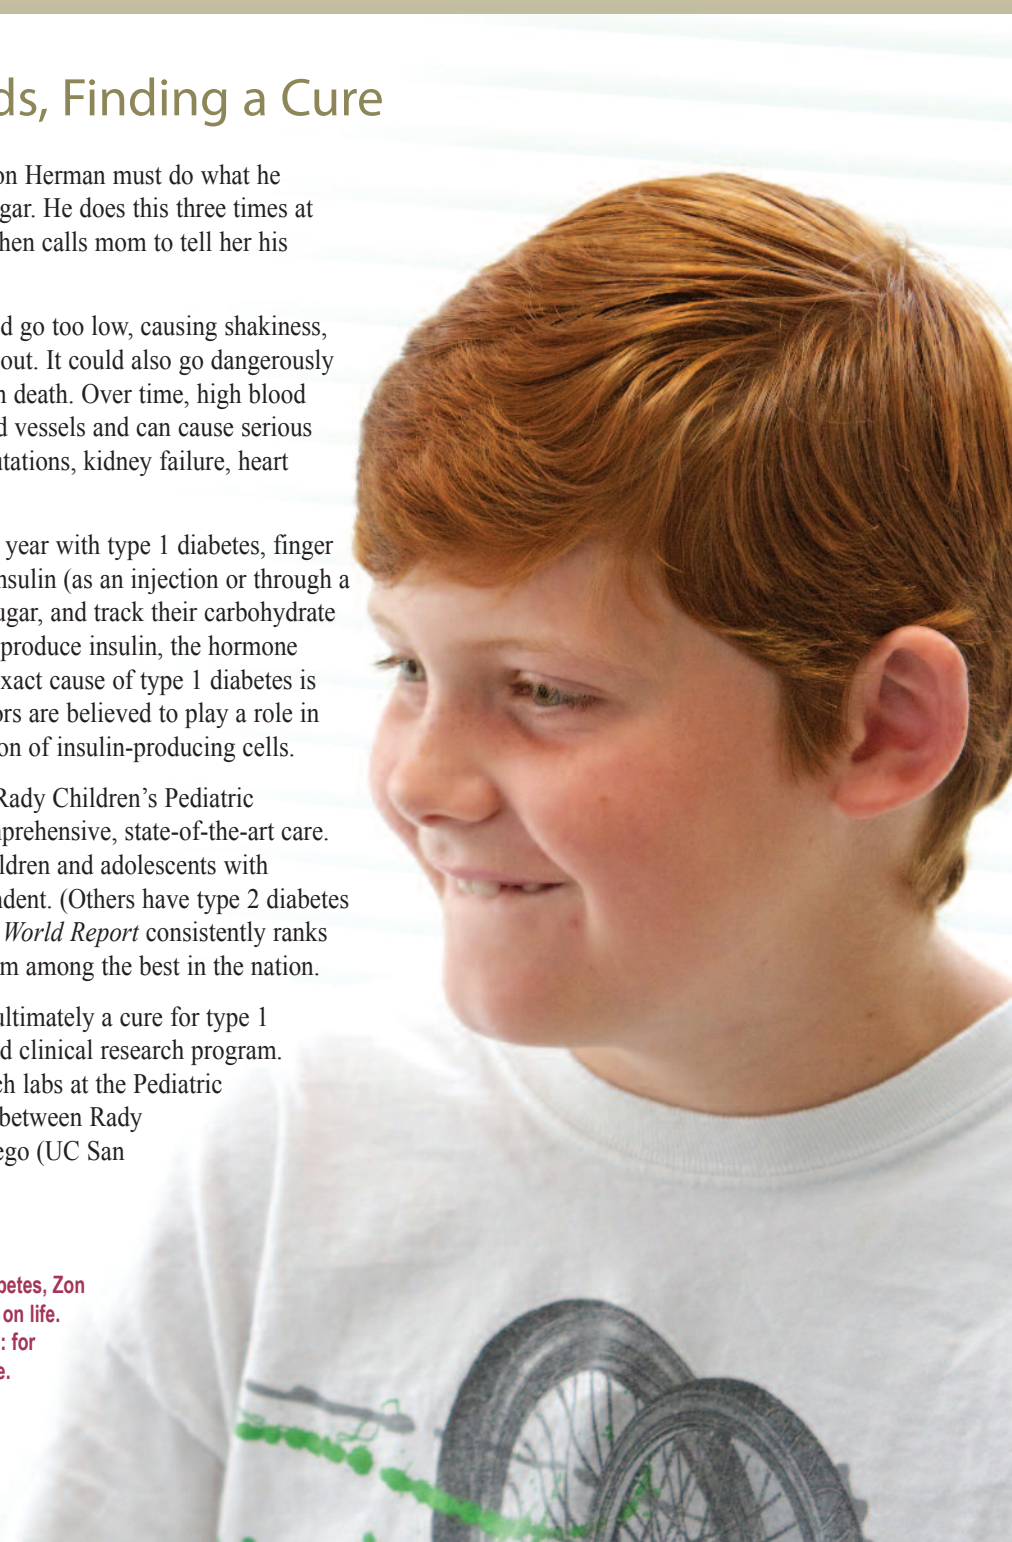 ds, Finding a Cure
on Herman must do what he
gar. He does this three times at
hen calls mom to tell her his
d go too low, causing shakiness,
out. It could also go dangerously
n death. Over time, high blood
d vessels and can cause serious
utations, kidney failure, heart
year with type 1 diabetes, finger
nsulin (as an injection or through a
ugar, and track their carbohydrate
produce insulin, the hormone
xact cause of type 1 diabetes is
ors are believed to play a role in
on of insulin-producing cells.
Rady Children’s Pediatric
mprehensive, state-of-the-art care.
ldren and adolescents with
ndent. (Others have type 2 diabetes
World Report consistently ranks
m among the best in the nation.
ultimately a cure for type 1
d clinical research program.
ch labs at the Pediatric
between Rady
ego (UC San
betes, Zon
on life.
: for
e.